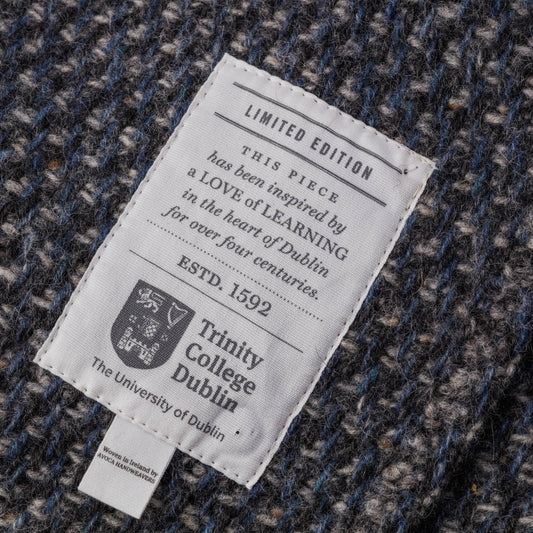 LIMITED EDITION
THIS PIECE
has been inspired by
a LOVE of LEARNING
in the heart of Dublin
for over four centuries.
ESTD. 1592
Trinity
College
Dublin
The University of Dublin
Woven in Ireland by
AVOCA HANDWEAVERS